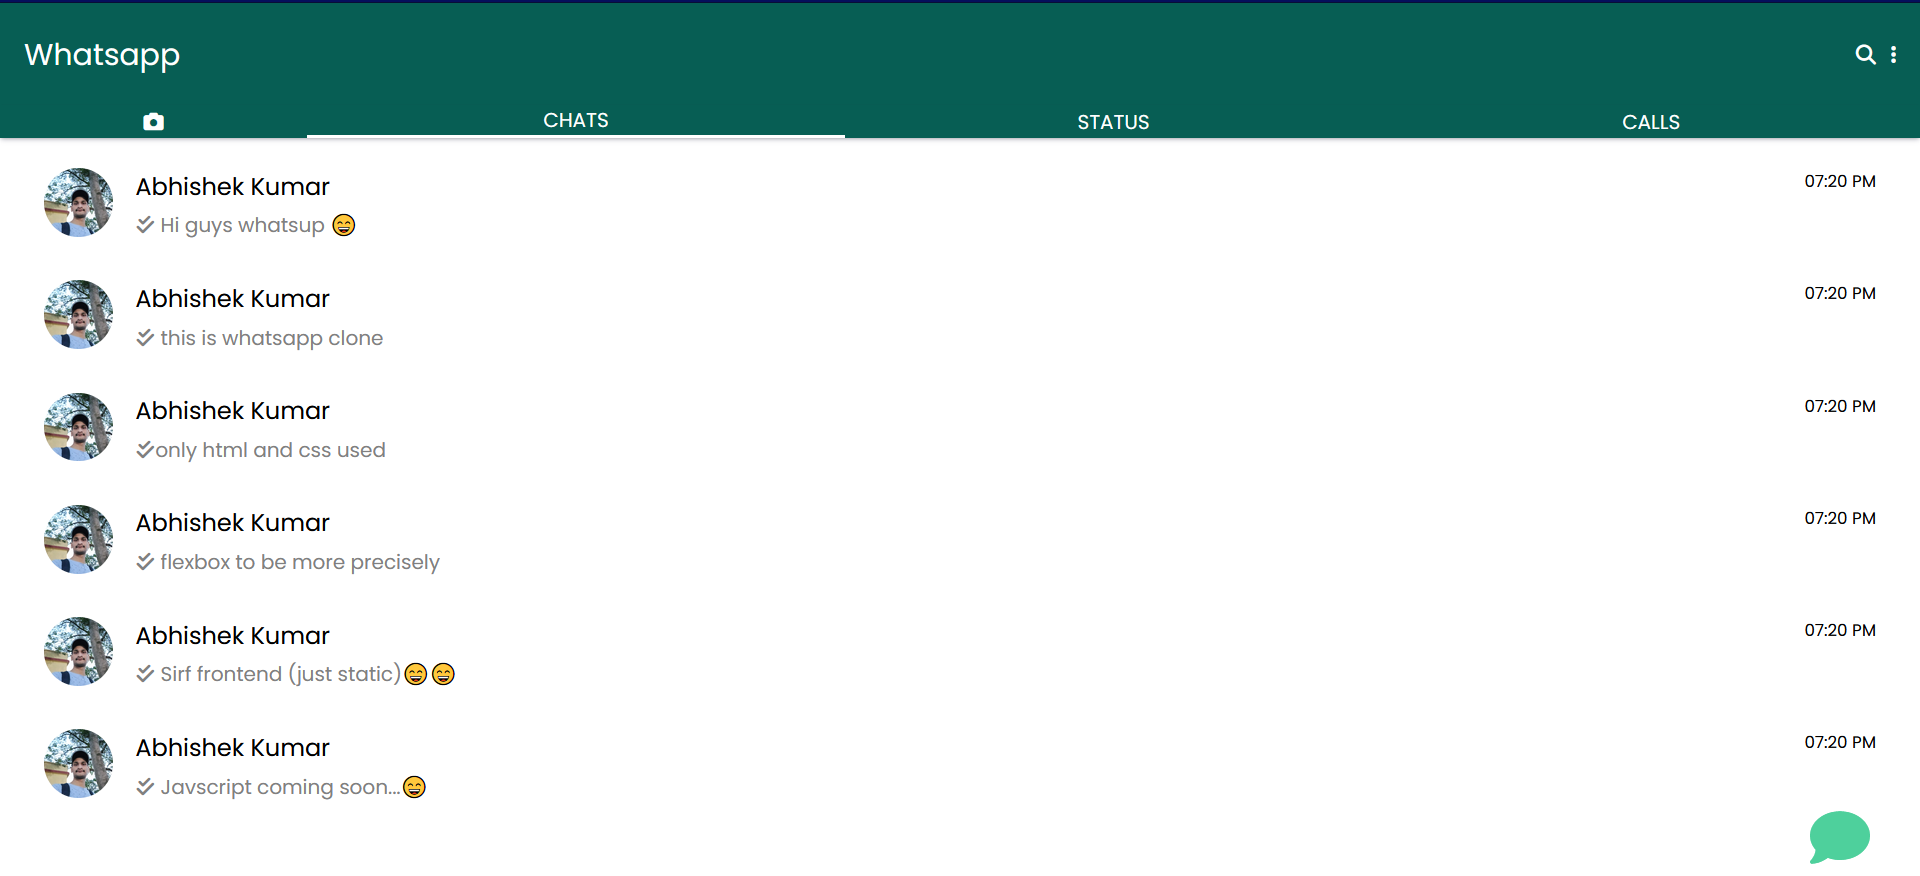 Whatsapp
CHATS STATUS CALLS
Abhishek Kumar 07:20 PM
Hi guys whatsup 😄
Abhishek Kumar 07:20 PM
this is whatsapp clone
Abhishek Kumar 07:20 PM
only html and css used
Abhishek Kumar 07:20 PM
flexbox to be more precisely
Abhishek Kumar 07:20 PM
Sirf frontend (just static)😄😄
Abhishek Kumar 07:20 PM
Javscript coming soon...😄